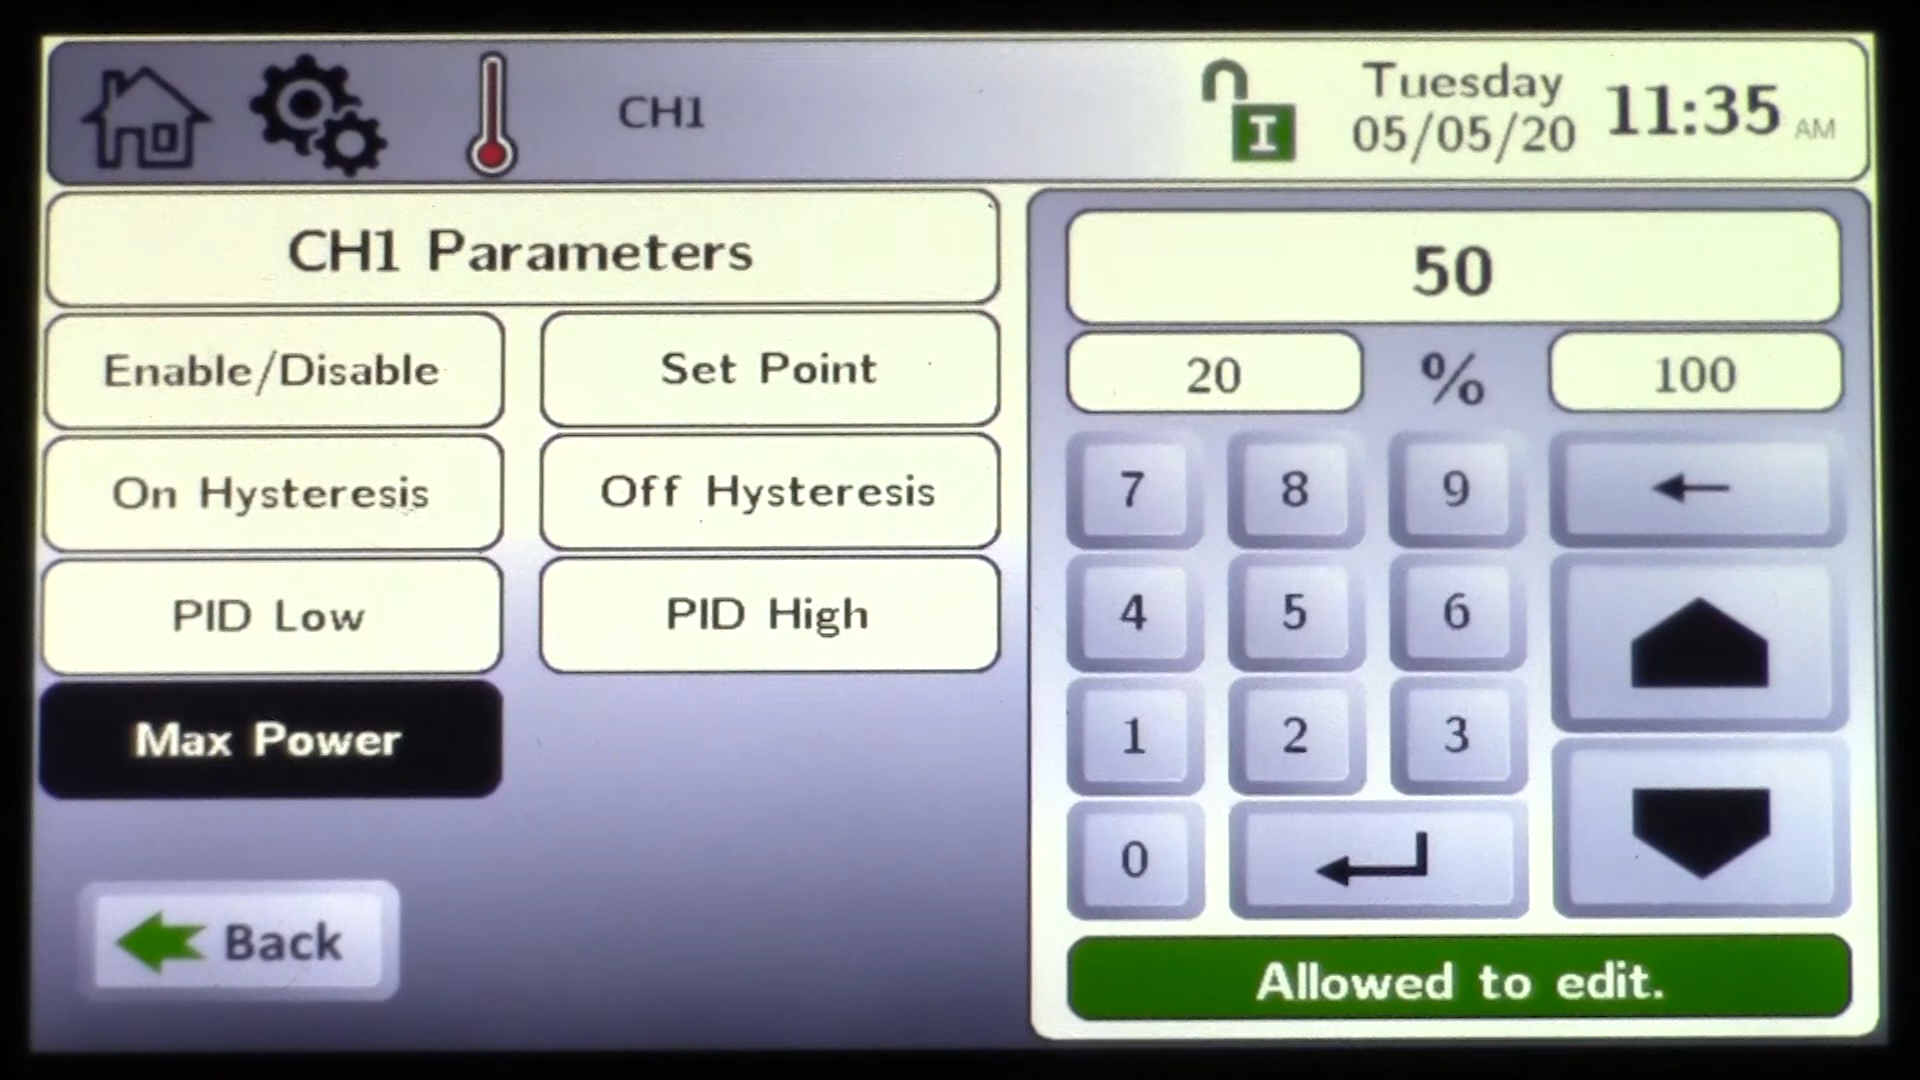 CH1
I
Tuesday
05/05/20
11:35 AM
CH1 Parameters
Enable/Disable
Set Point
On Hysteresis
Off Hysteresis
PID Low
PID High
Max Power
Back
50
20 % 100
7 8 9
4 5 6
1 2 3
0
Allowed to edit.